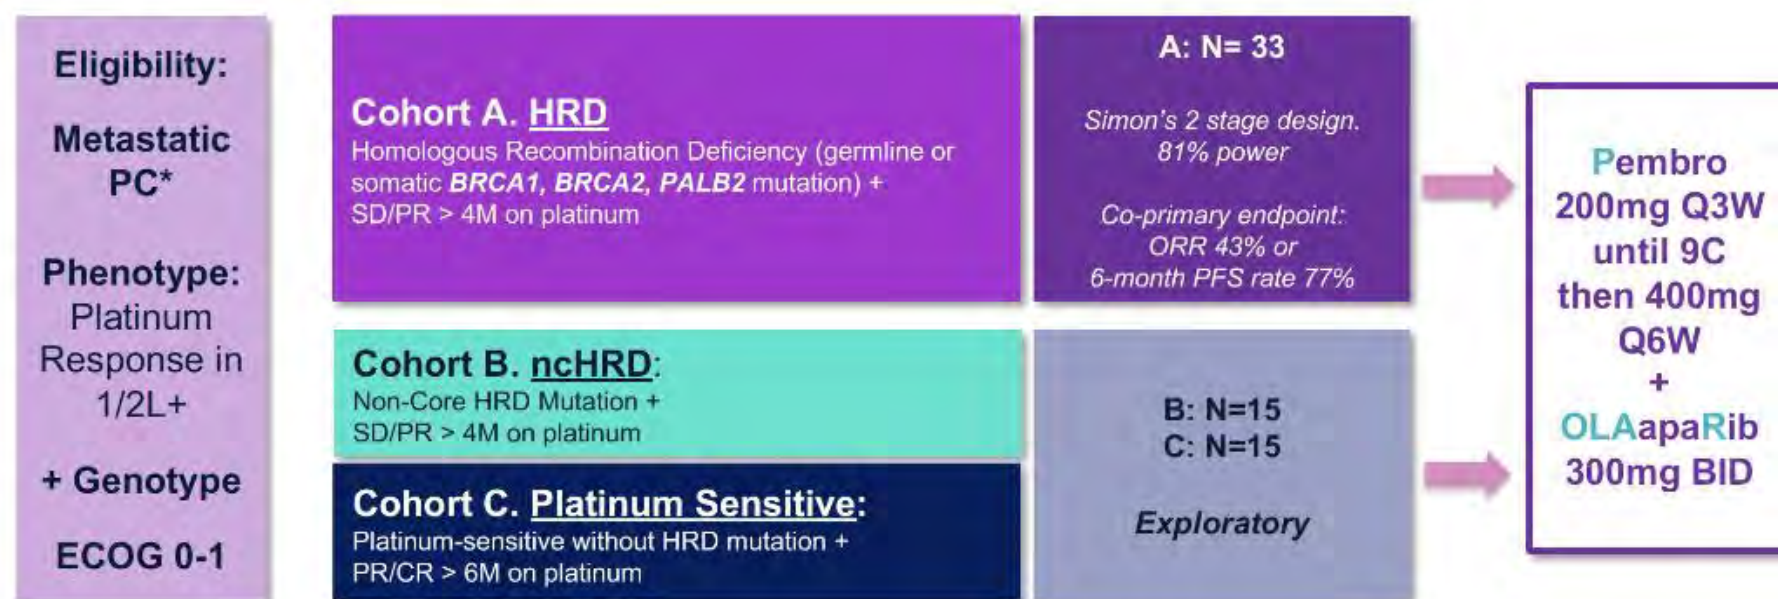 Eligibility:
Metastatic
PC*
Phenotype:
Platinum
Response in
1/2L+
+ Genotype
ECOG 0-1
Cohort A. HRD
Homologous Recombination Deficiency (germline or
somatic BRCA1, BRCA2, PALB2 mutation) +
SD/PR > 4M on platinum
A: N= 33
Simon's 2 stage design.
81% power
Co-primary endpoint:
ORR 43% or
6-month PFS rate 77%
Cohort B. ncHRD:
Non-Core HRD Mutation +
SD/PR > 4M on platinum
Cohort C. Platinum Sensitive:
Platinum-sensitive without HRD mutation +
PR/CR > 6M on platinum
B: N=15
C: N=15
Exploratory
Pembro
200mg Q3W
until 9C
then 400mg
Q6W
+
OLAapaRib
300mg BID